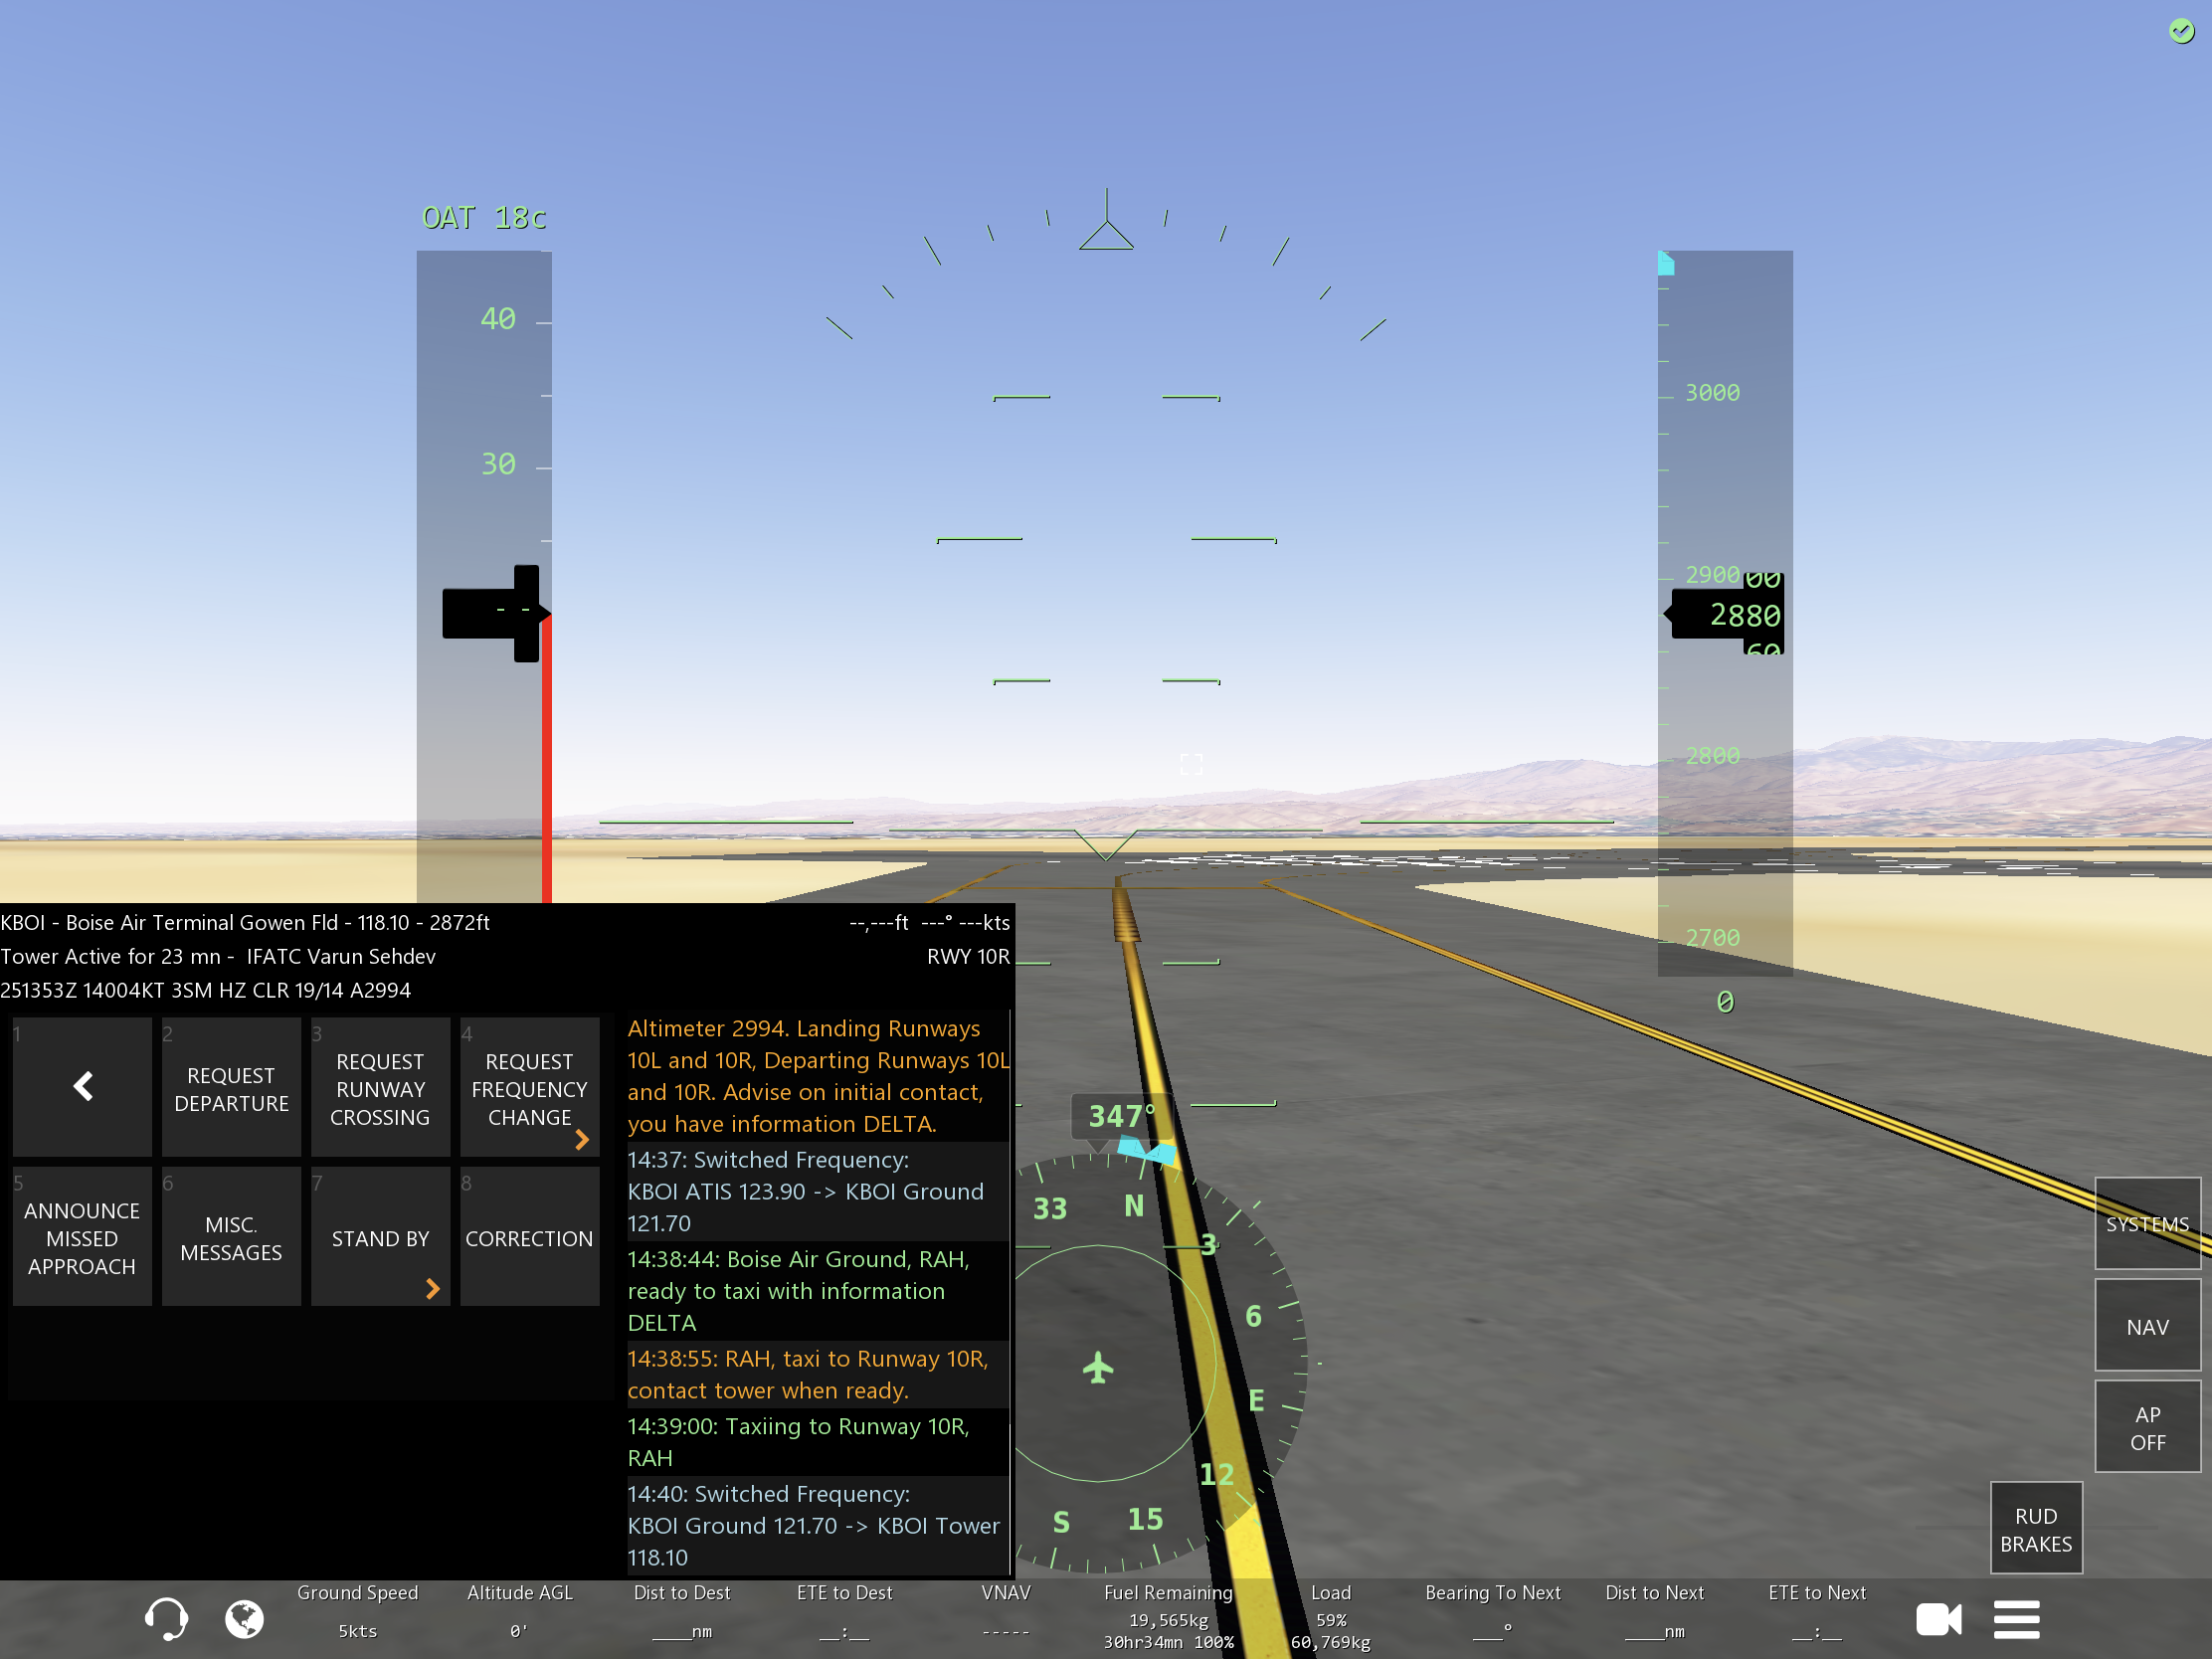 OAT 18c
40
30
- -
3000
2900
00
2880
60
2800
2700
0
KBOI - Boise Air Terminal Gowen Fld - 118.10 - 2872ft
--,---ft ---° ---kts
Tower Active for 23 mn - IFATC Varun Sehdev
RWY 10R
251353Z 14004KT 3SM HZ CLR 19/14 A2994
1
2 REQUEST DEPARTURE
3 REQUEST RUNWAY CROSSING
4 REQUEST FREQUENCY CHANGE
5 ANNOUNCE MISSED APPROACH
6 MISC. MESSAGES
7 STAND BY
8 CORRECTION
Altimeter 2994. Landing Runways
10L and 10R, Departing Runways 10L
and 10R. Advise on initial contact,
you have information DELTA.
14:37: Switched Frequency:
KBOI ATIS 123.90 -> KBOI Ground
121.70
14:38:44: Boise Air Ground, RAH,
ready to taxi with information
DELTA
14:38:55: RAH, taxi to Runway 10R,
contact tower when ready.
14:39:00: Taxiing to Runway 10R,
RAH
14:40: Switched Frequency:
KBOI Ground 121.70 -> KBOI Tower
118.10
347°
33
N
3
6
E
12
15
S
SYSTEMS
NAV
AP
OFF
RUD
BRAKES
Ground Speed
5kts
Altitude AGL
0'
Dist to Dest
____nm
ETE to Dest
__:__
VNAV
-----
Fuel Remaining
19,565kg
30hr34mn 100%
Load
59%
60,769kg
Bearing To Next
___°
Dist to Next
____nm
ETE to Next
__:__